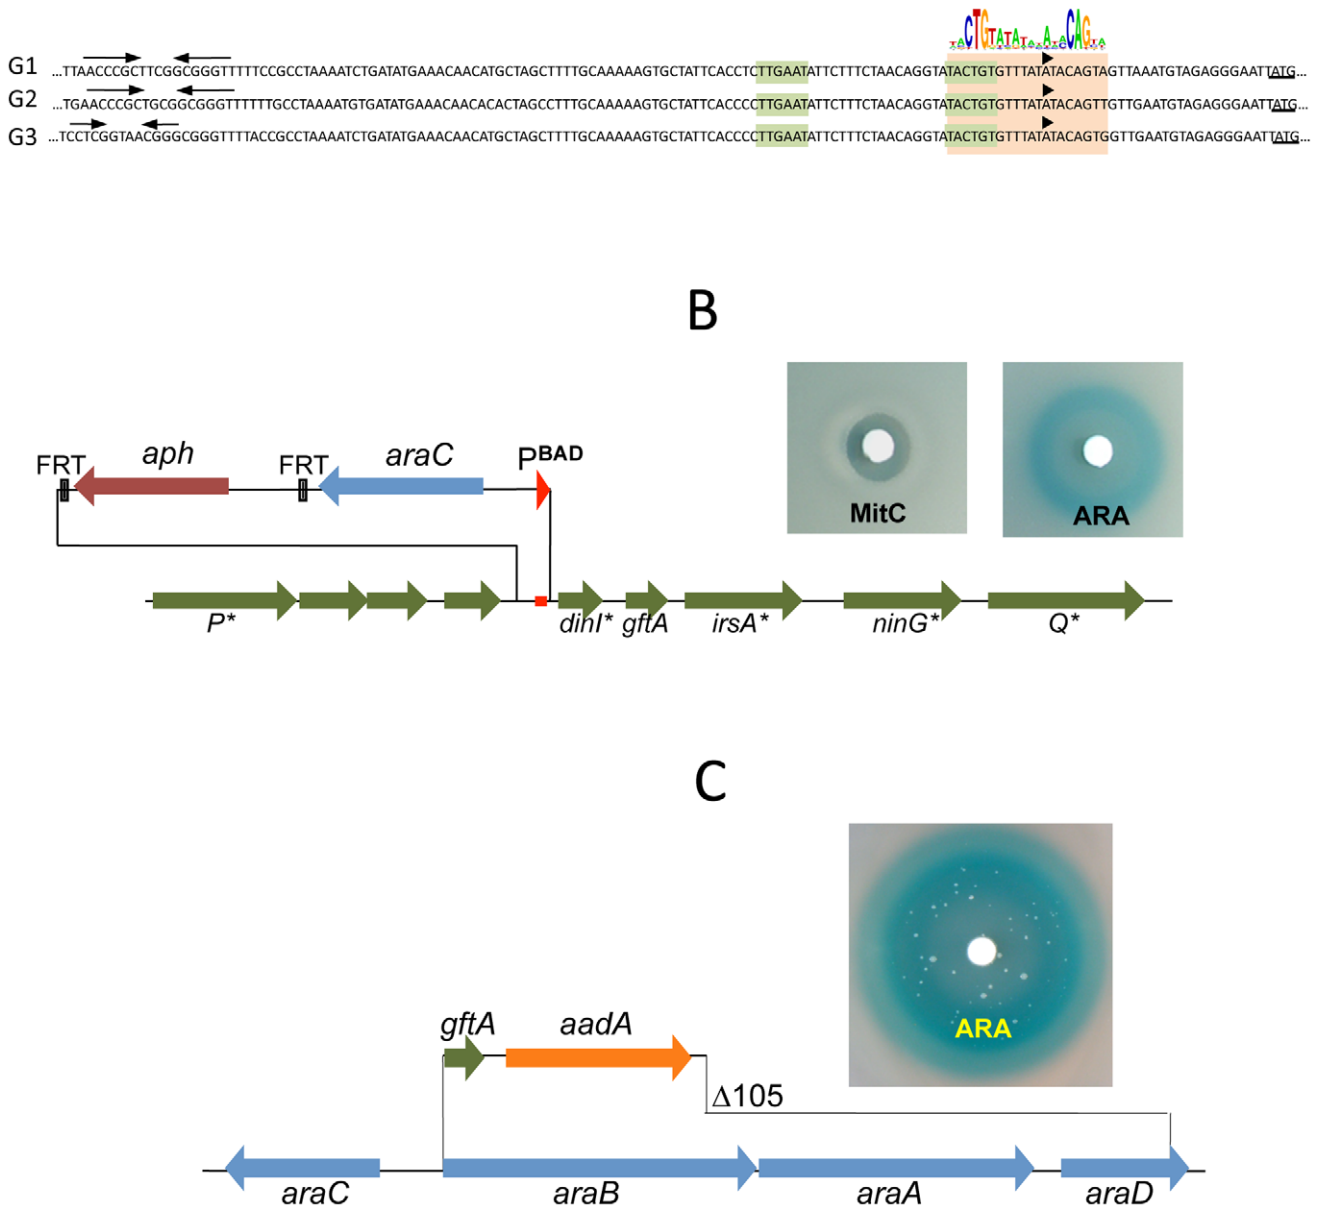 TACTGTATATNNANACAGTA
G1 ...TTAACCCGCTTCGGCGGGTTTTTCCGCCTAAAATCTGATATGAAACAACATGCTAGCTTTTGCAAAAAGTGCTATTCACCTCTTGAATATTCTTTCTAACAGGTATACTGTGTTTATATACAGTAGTTAAATGTAGAGGGAATTATG...
G2 ...TGAACCCGCTGCGGCGGGTTTTTTGCCTAAAATGTGATATGAAACAACACACTAGCCTTTGCAAAAAGTGCTATTCACCCCTTGAATATTCTTTCTAACAGGTATACTGTGTTTATATACAGTTGTTGAATGTAGAGGGAATTATG...
G3 ...TCCTCGGTAACGGGCGGGTTTTACCGCCTAAAATCTGATATGAAACAACATGCTAGCTTTTGCAAAAAGTGCTATTCACCCCTTGAATATTCTTTCTAACAGGTATACTGTGTTTATATACAGTGGTTGAATGTAGAGGGAATTATG...
B
FRT aph FRT araC PBAD
MitC ARA
P* dinI* gftA irsA* ninG* Q*
C
ARA
gftA aadA
Δ105
araC araB araA araD